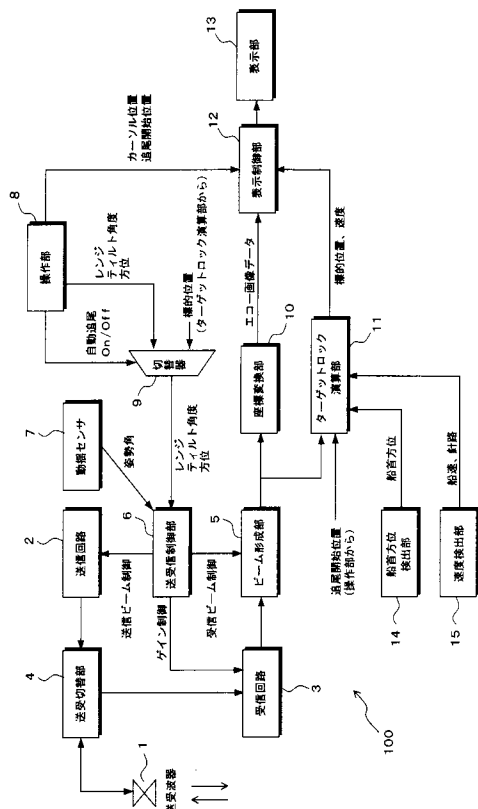 1
送受波器
4
送受切替部
2
送信回路
7
動揺センサ
8
操作部
自動追尾
On/Off
レンジ
ティルト角度
方位
カーソル位置
追尾開始位置
姿勢角
切替器
9
標的位置
(ターゲットロック演算部から)
レンジ
ティルト角度
方位
6
送受信制御部
送信ビーム制御
ゲイン制御
受信ビーム制御
3
受信回路
5
ビーム形成部
10
座標変換部
エコー画像データ
12
表示制御部
13
表示部
追尾開始位置
(操作部から)
11
ターゲットロック
演算部
標的位置、速度
船首方位
船速、針路
14
船首方位
検出部
15
速度検出部
100